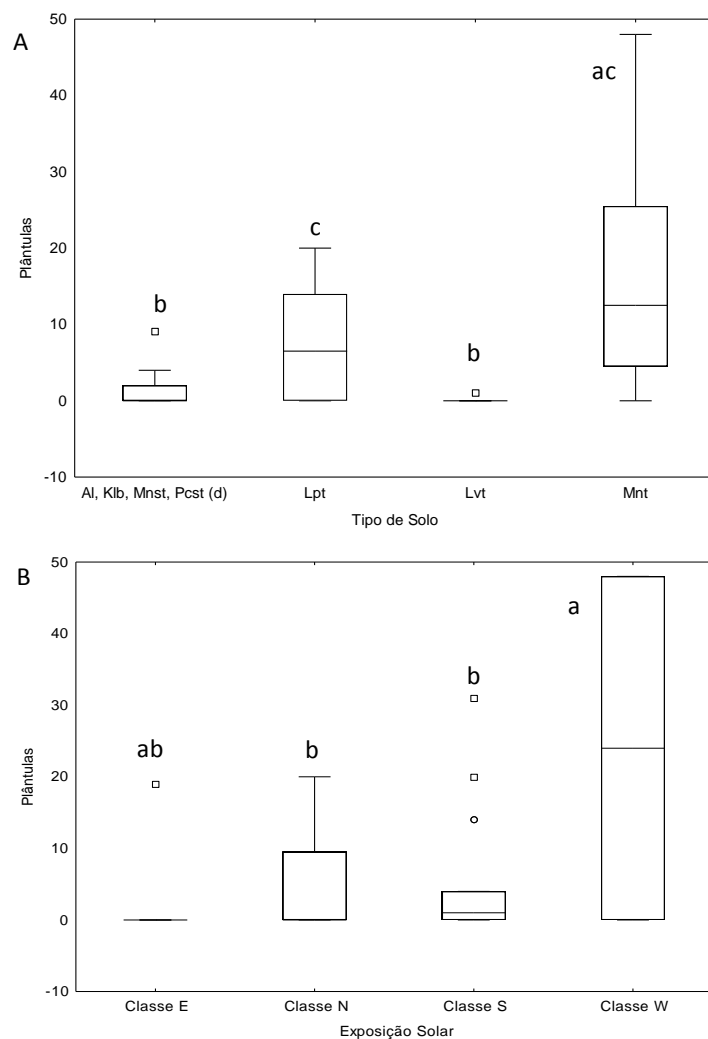 A
50
40
30
20
10
0
-10
Plântulas
b
c
b
ac
Al, Klb, Mnst, Pcst (d)
Lpt
Lvt
Mnt
Tipo de Solo
B
50
40
30
20
10
0
-10
Plântulas
ab
b
b
a
Classe E
Classe N
Classe S
Classe W
Exposição Solar